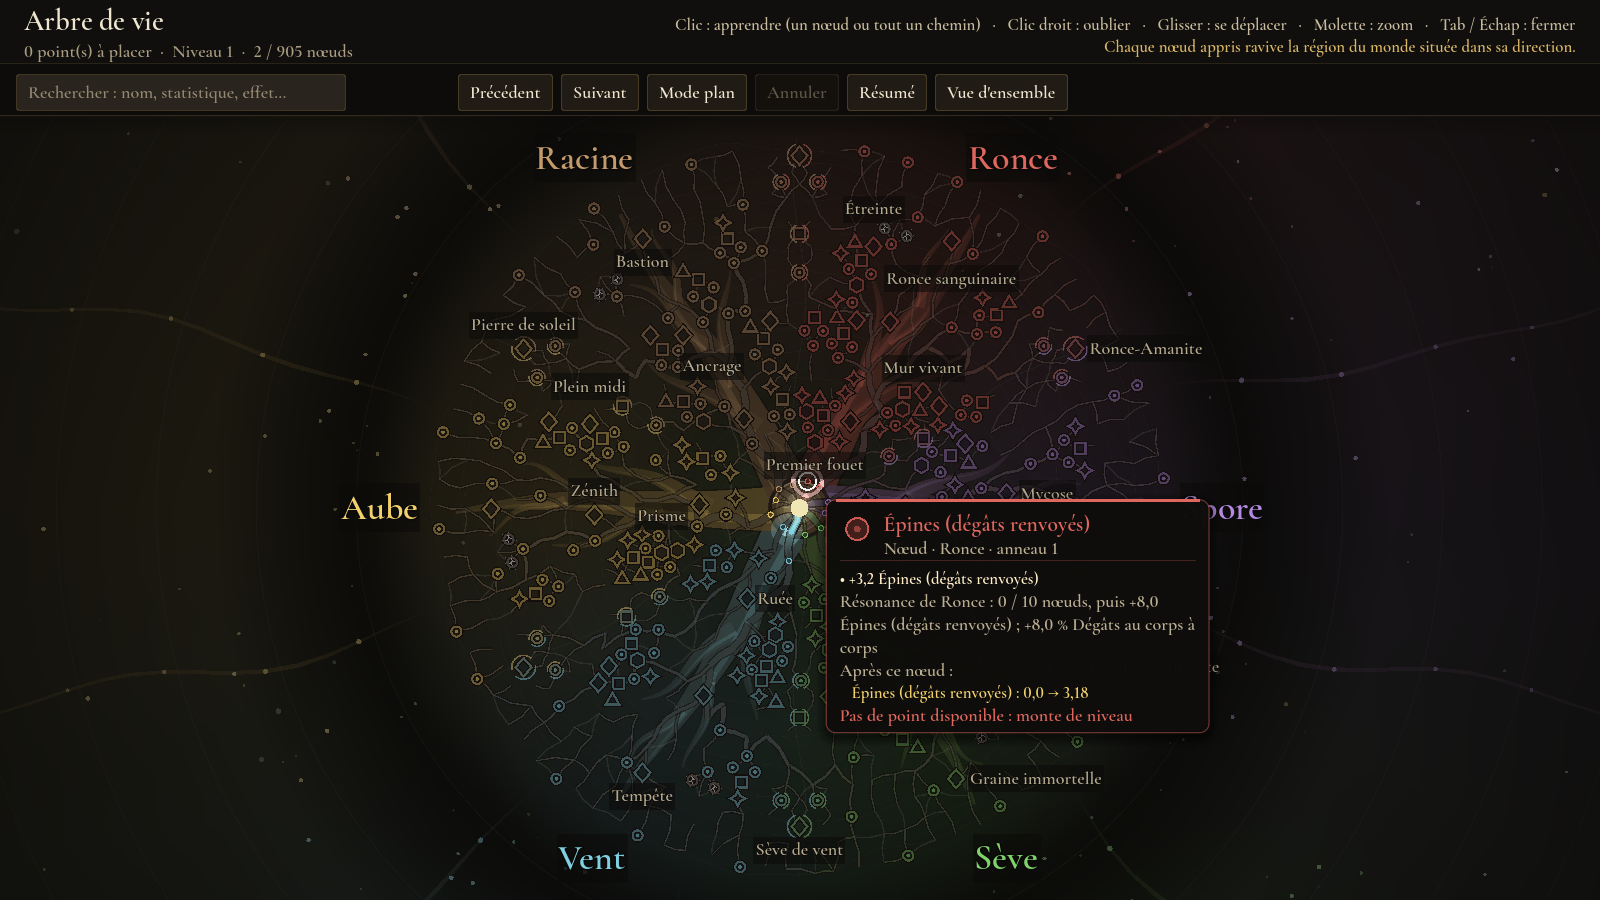 Arbre de vie
0 point(s) à placer · Niveau 1 · 2 / 905 nœuds
Clic : apprendre (un nœud ou tout un chemin) · Clic droit : oublier · Glisser : se déplacer · Molette : zoom · Tab / Échap : fermer
Chaque nœud appris ravive la région du monde située dans sa direction.
Rechercher : nom, statistique, effet...
Précédent
Suivant
Mode plan
Annuler
Résumé
Vue d'ensemble
Racine
Ronce
Étreinte
Bastion
Ronce sanguinaire
Pierre de soleil
Ronce-Amanite
Ancrage
Mur vivant
Plein midi
Premier fouet
Zénith
Mycose
Aube
Prisme
Épines (dégâts renvoyés)
Nœud · Ronce · anneau 1
• +3,2 Épines (dégâts renvoyés)
Résonance de Ronce : 0 / 10 nœuds, puis +8,0
Épines (dégâts renvoyés) ; +8,0 % Dégâts au corps à
corps
Après ce nœud :
Épines (dégâts renvoyés) : 0,0 → 3,18
Pas de point disponible : monte de niveau
Ruée
Graine immortelle
Tempête
Sève de vent
Vent
Sève